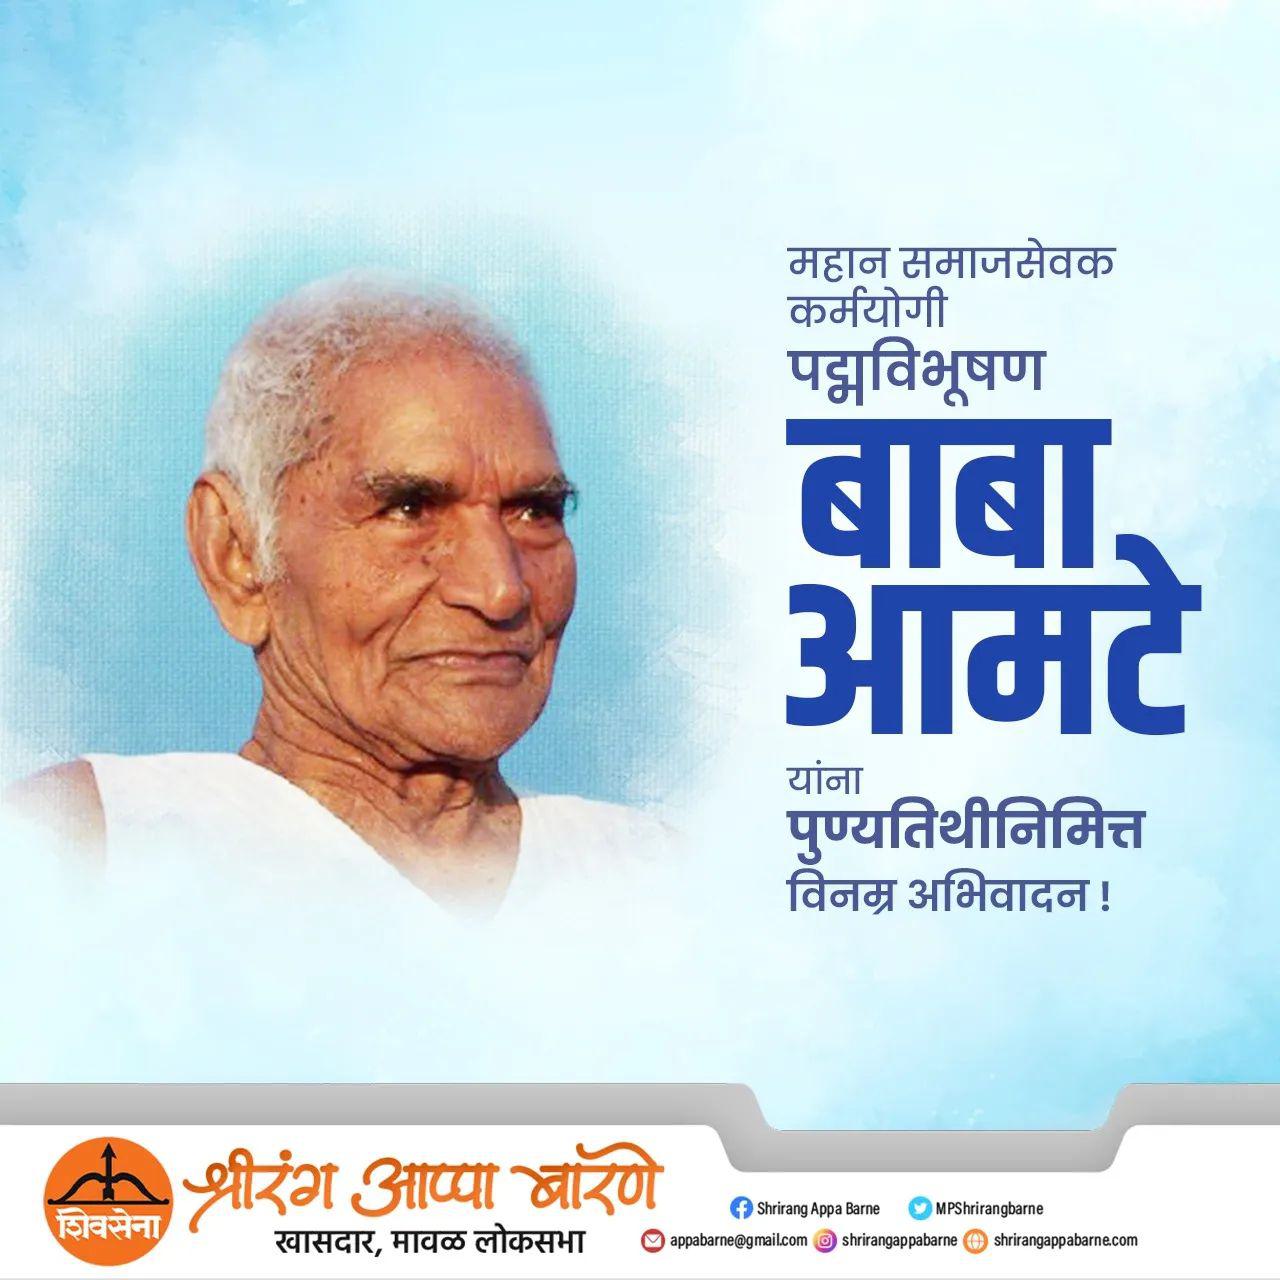 महान समाजसेवक
कर्मयोगी
पद्मविभूषण
बाबा
आमटे
यांना
पुण्यतिथीनिमित्त
विनम्र अभिवादन !
शिवसेना
श्रीरंग आप्पा बारणे
खासदार, मावळ लोकसभा
Shrirang Appa Barne MPShrirangbarne
appabarne@gmail.com shrirangappabarne shrirangappabarne.com